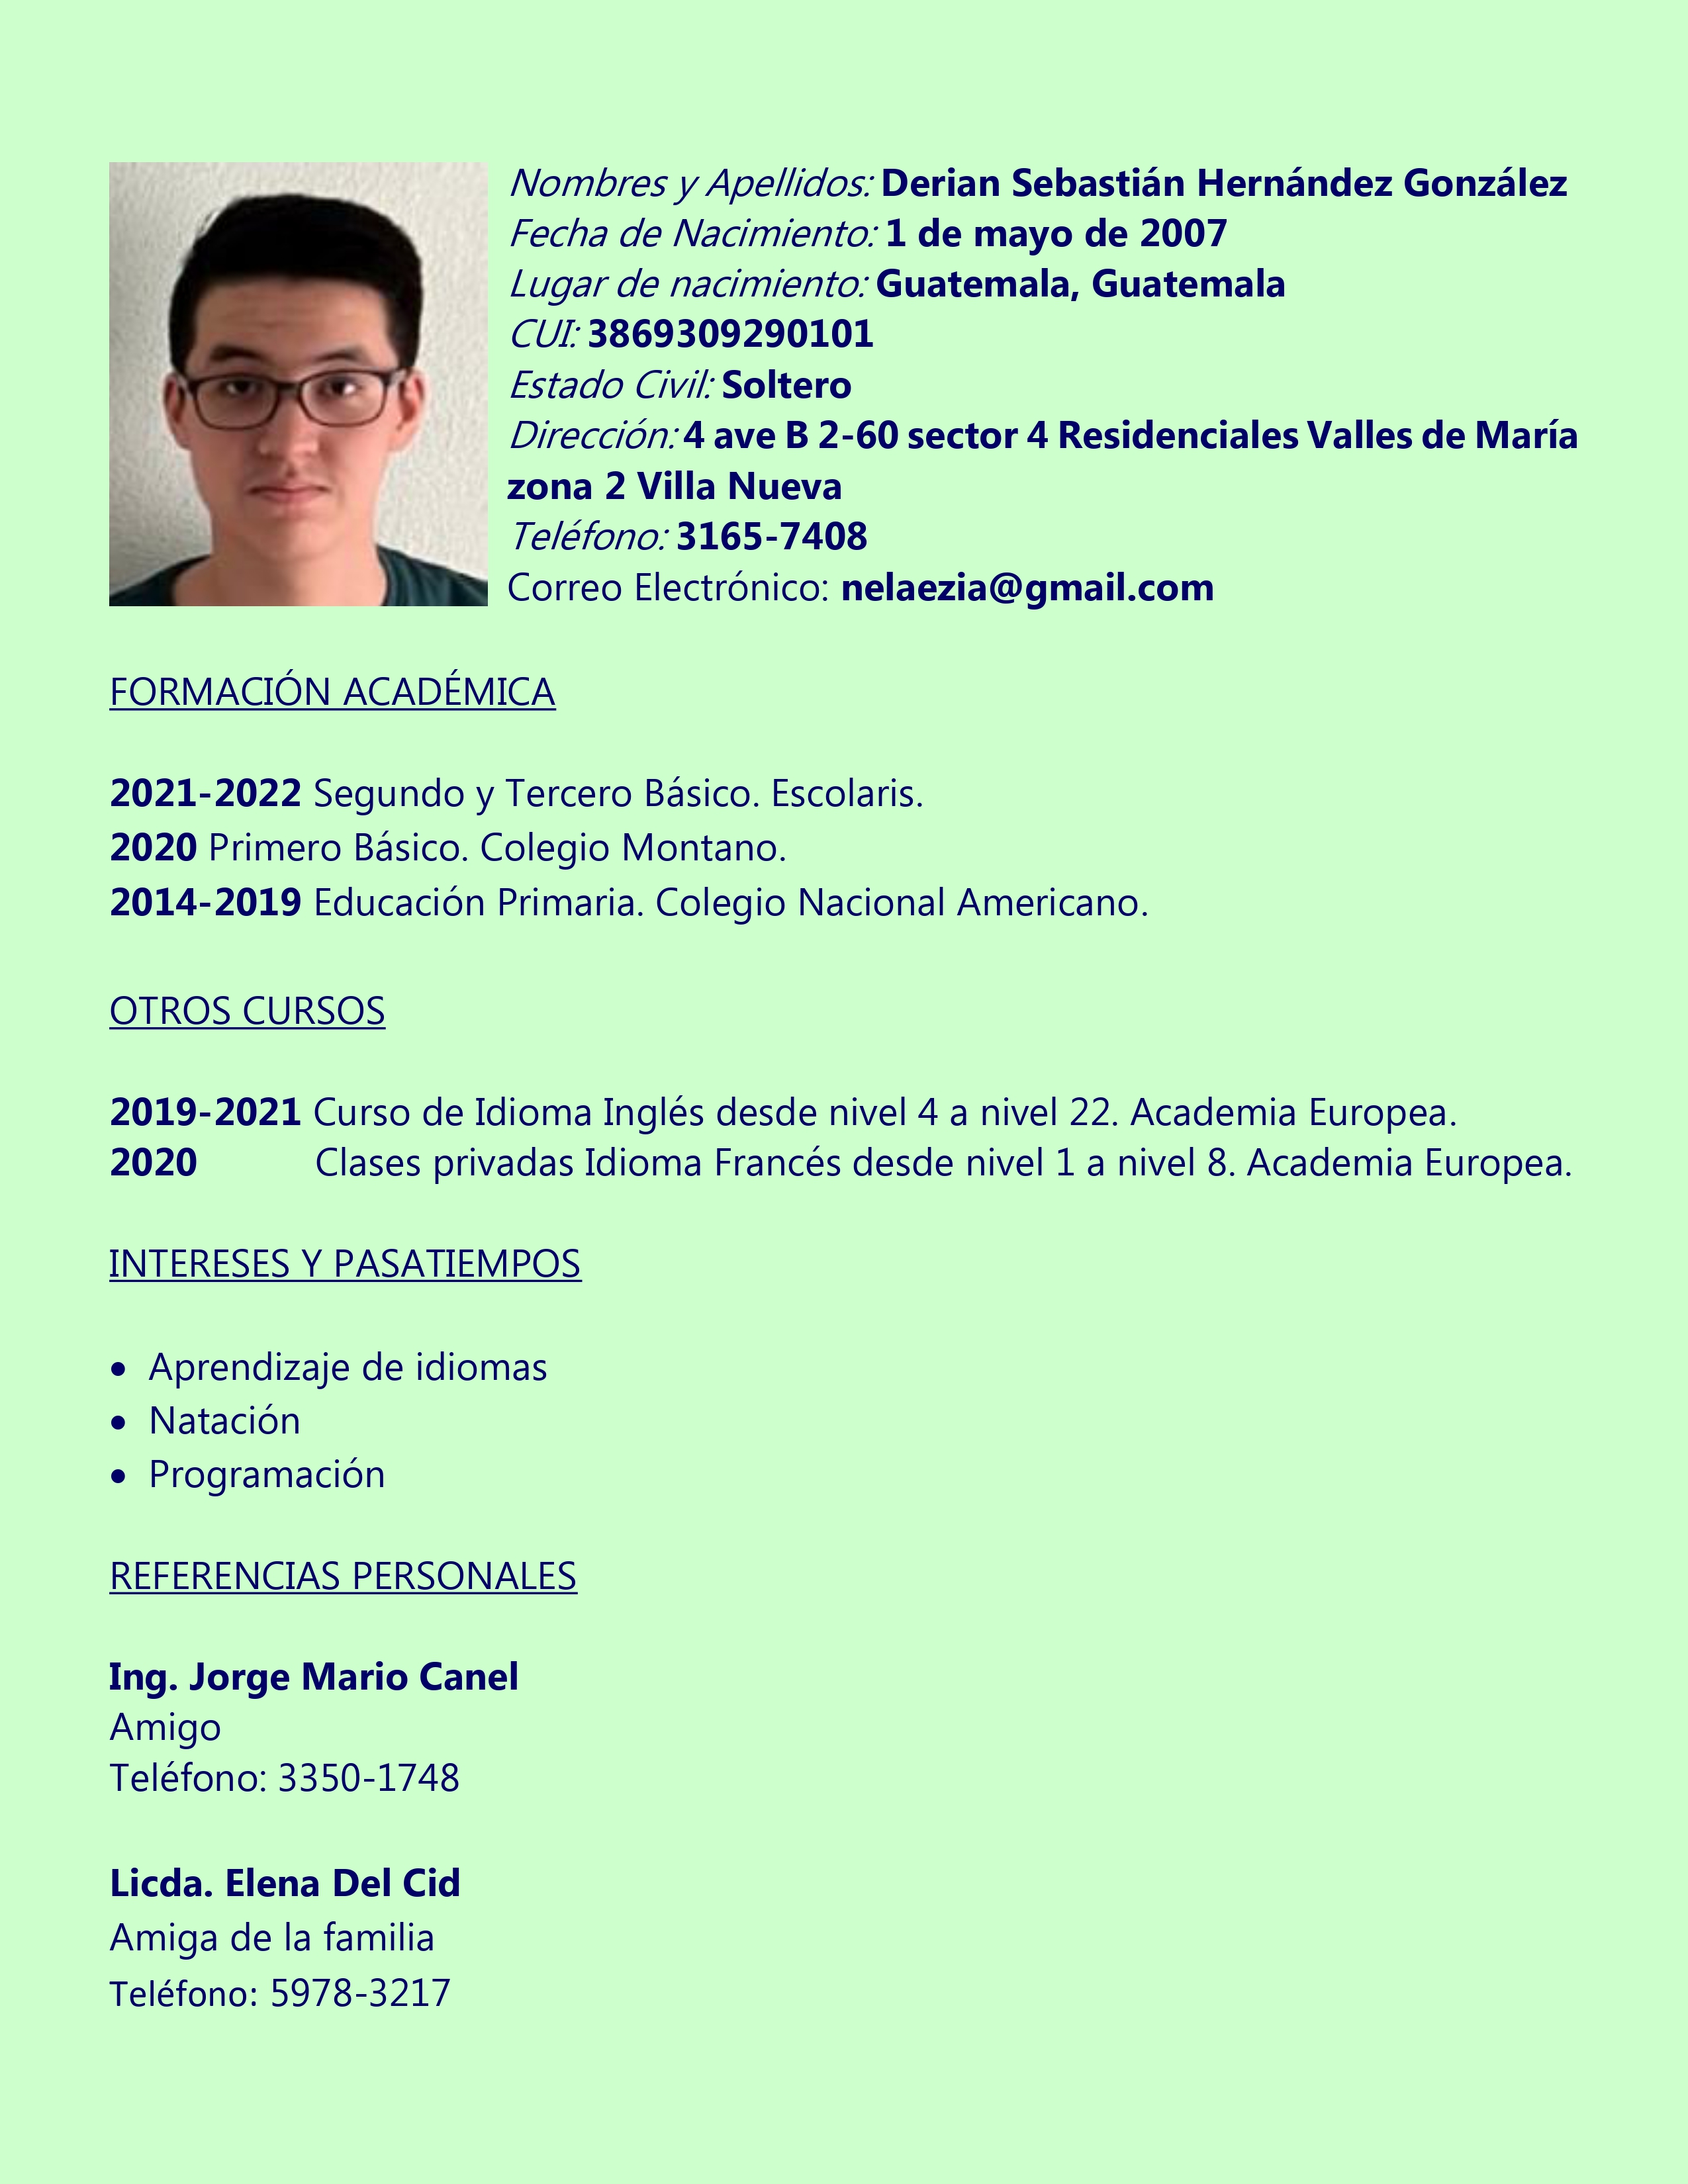 Nombres y Apellidos: Derian Sebastián Hernández González
Fecha de Nacimiento: 1 de mayo de 2007
Lugar de nacimiento: Guatemala, Guatemala
CUI: 3869309290101
Estado Civil: Soltero
Dirección: 4 ave B 2-60 sector 4 Residenciales Valles de María
zona 2 Villa Nueva
Teléfono: 3165-7408
Correo Electrónico: nelaezia@gmail.com
FORMACIÓN ACADÉMICA
2021-2022 Segundo y Tercero Básico. Escolaris.
2020 Primero Básico. Colegio Montano.
2014-2019 Educación Primaria. Colegio Nacional Americano.
OTROS CURSOS
2019-2021 Curso de Idioma Inglés desde nivel 4 a nivel 22. Academia Europea.
2020 Clases privadas Idioma Francés desde nivel 1 a nivel 8. Academia Europea.
INTERESES Y PASATIEMPOS
• Aprendizaje de idiomas
• Natación
• Programación
REFERENCIAS PERSONALES
Ing. Jorge Mario Canel
Amigo
Teléfono: 3350-1748
Licda. Elena Del Cid
Amiga de la familia
Teléfono: 5978-3217